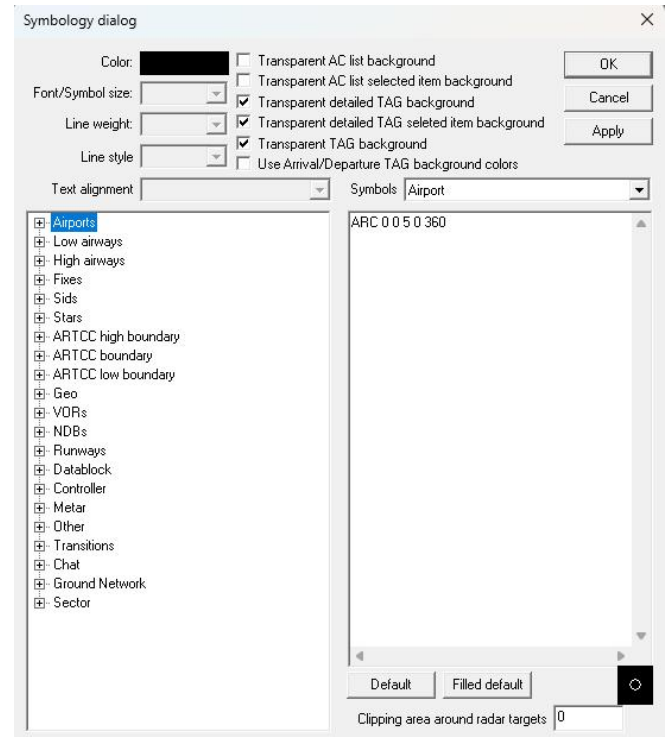 Symbology dialog
Color:
Font/Symbol size:
Line weight:
Line style
Text alignment
Transparent AC list background
Transparent AC list selected item background
Transparent detailed TAG background
Transparent detailed TAG seleted item background
Transparent TAG background
Use Arrival/Departure TAG background colors
OK
Cancel
Apply
Symbols
Airport
Airports
Low airways
High airways
Fixes
Sids
Stars
ARTCC high boundary
ARTCC boundary
ARTCC low boundary
Geo
VORs
NDBs
Runways
Datablock
Controller
Metar
Other
Transitions
Chat
Ground Network
Sector
ARC 0 0 5 0 360
Default
Filled default
Clipping area around radar targets
0